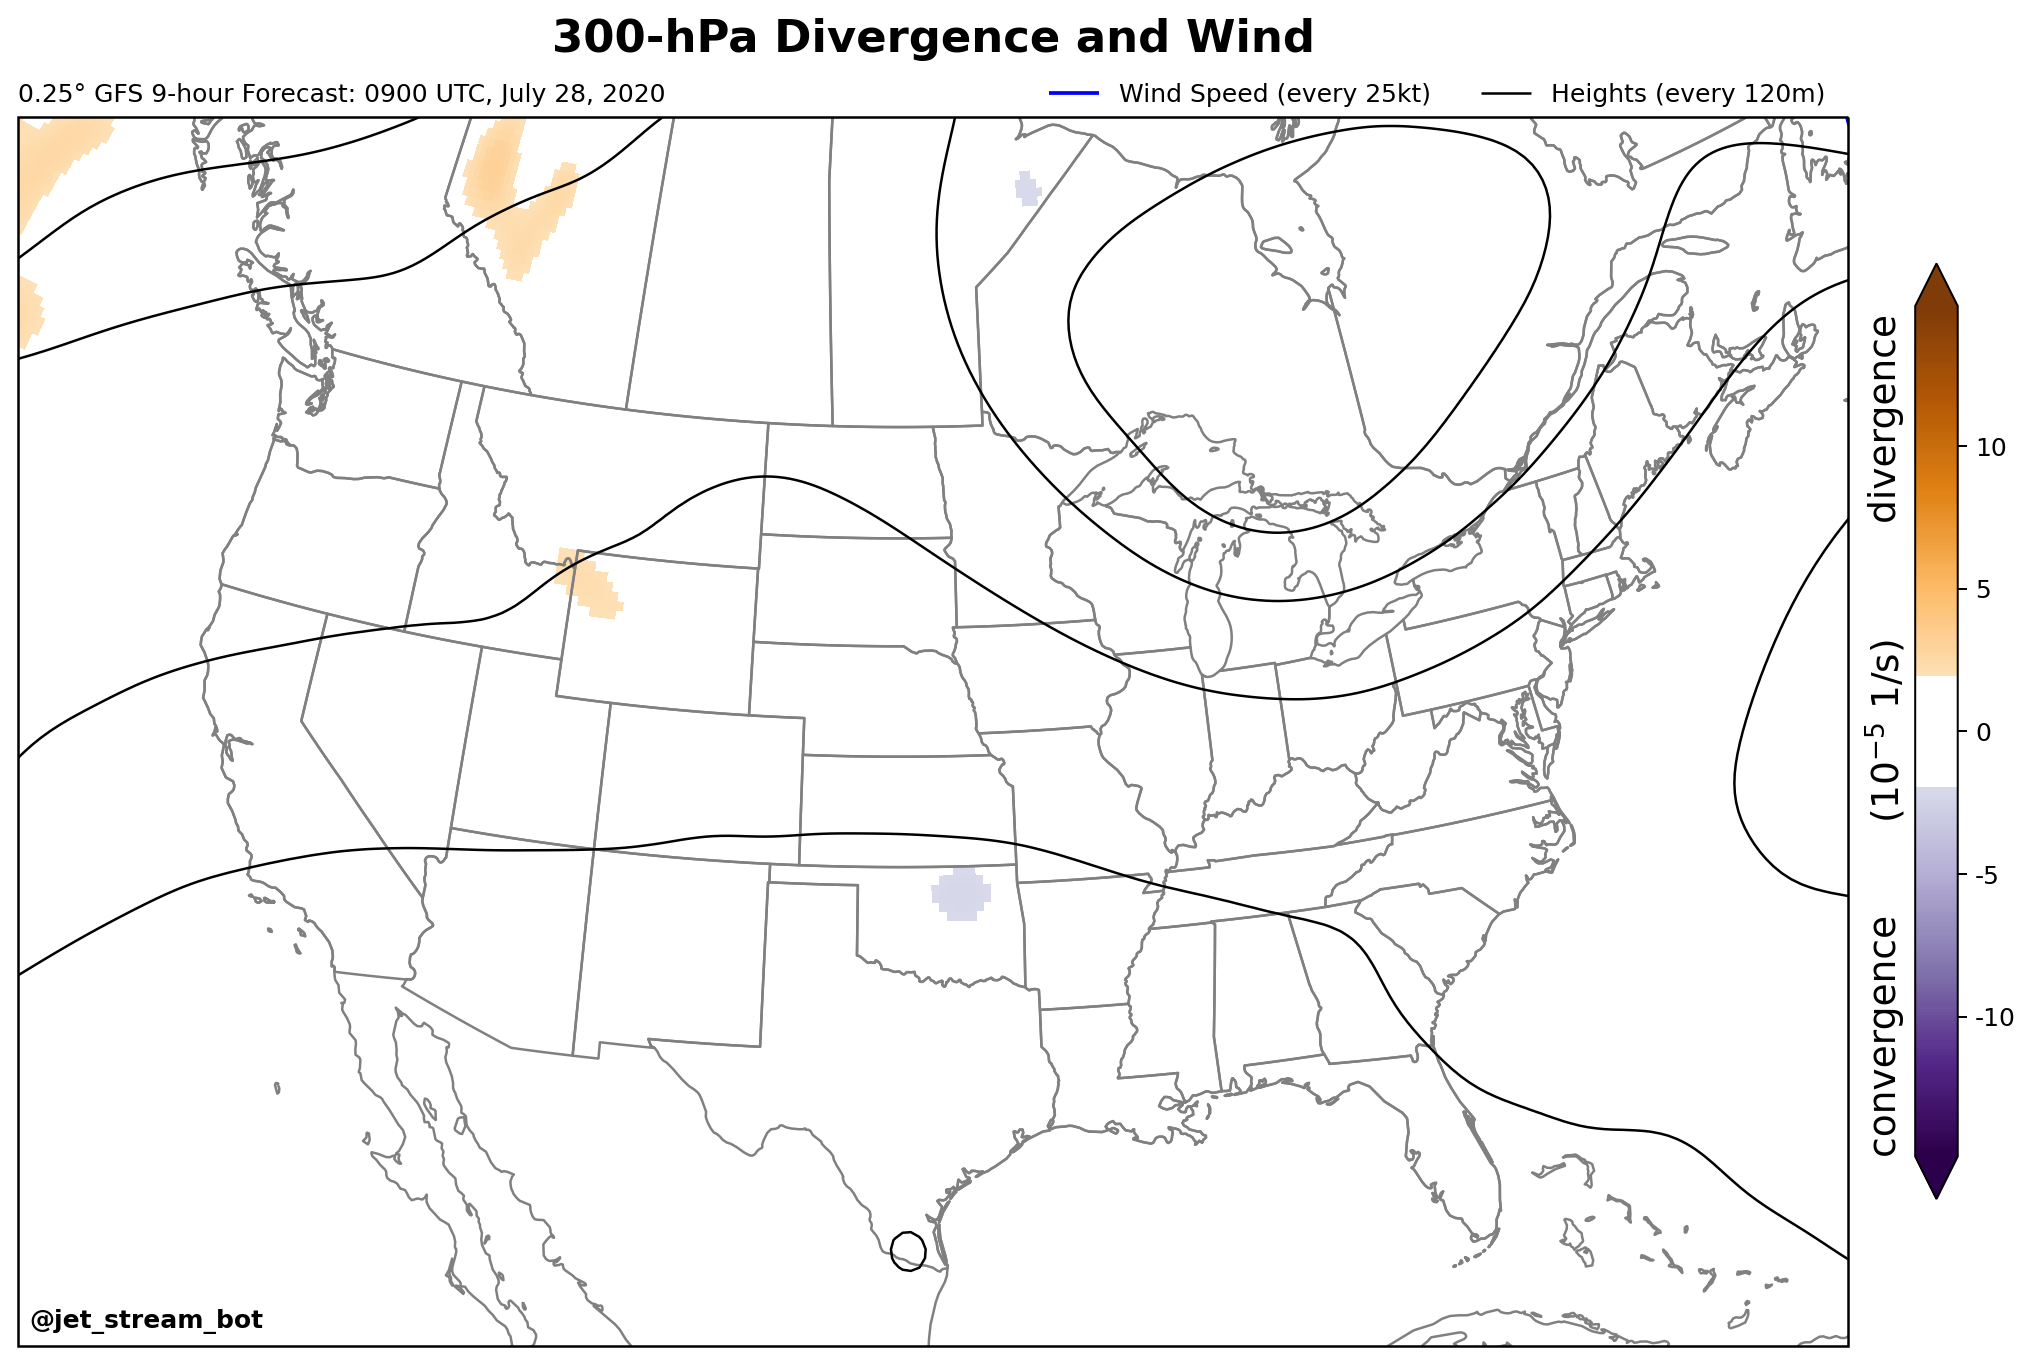 300-hPa Divergence and Wind
0.25° GFS 9-hour Forecast: 0900 UTC, July 28, 2020
Wind Speed (every 25kt)
Heights (every 120m)
convergence (10⁻⁵ 1/s) divergence
10
5
0
-5
-10
@jet_stream_bot